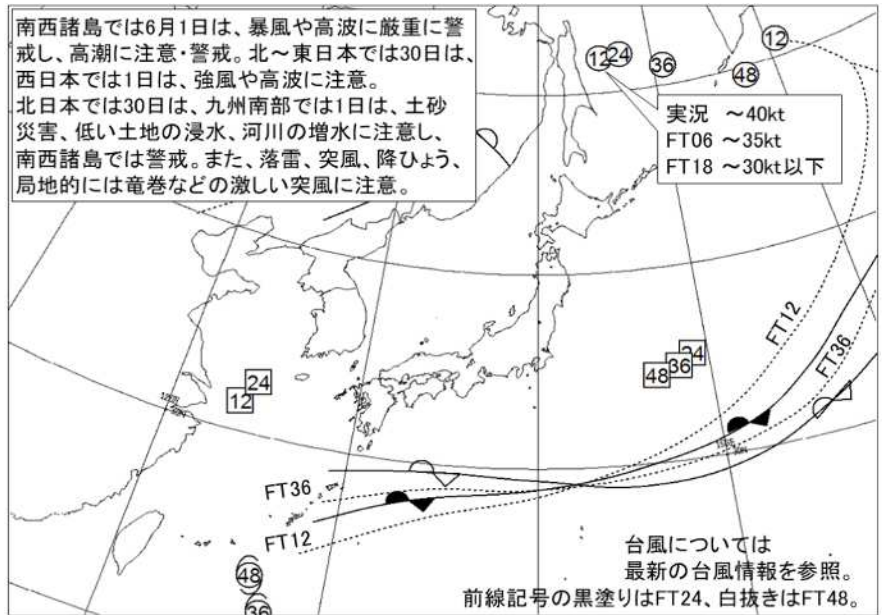 南西諸島では6月1日は、暴風や高波に厳重に警
戒し、高潮に注意・警戒。北～東日本では30日は、
西日本では1日は、強風や高波に注意。
北日本では30日は、九州南部では1日は、土砂
災害、低い土地の浸水、河川の増水に注意し、
南西諸島では警戒。また、落雷、突風、降ひょう、
局地的には竜巻などの激しい突風に注意。
12
24
36
48
12
実況 ～40kt
FT06 ～35kt
FT18 ～30kt以下
FT12
FT36
24
36
48
24
12
FT36
FT12
48
36
台風については
最新の台風情報を参照。
前線記号の黒塗りはFT24、白抜きはFT48。